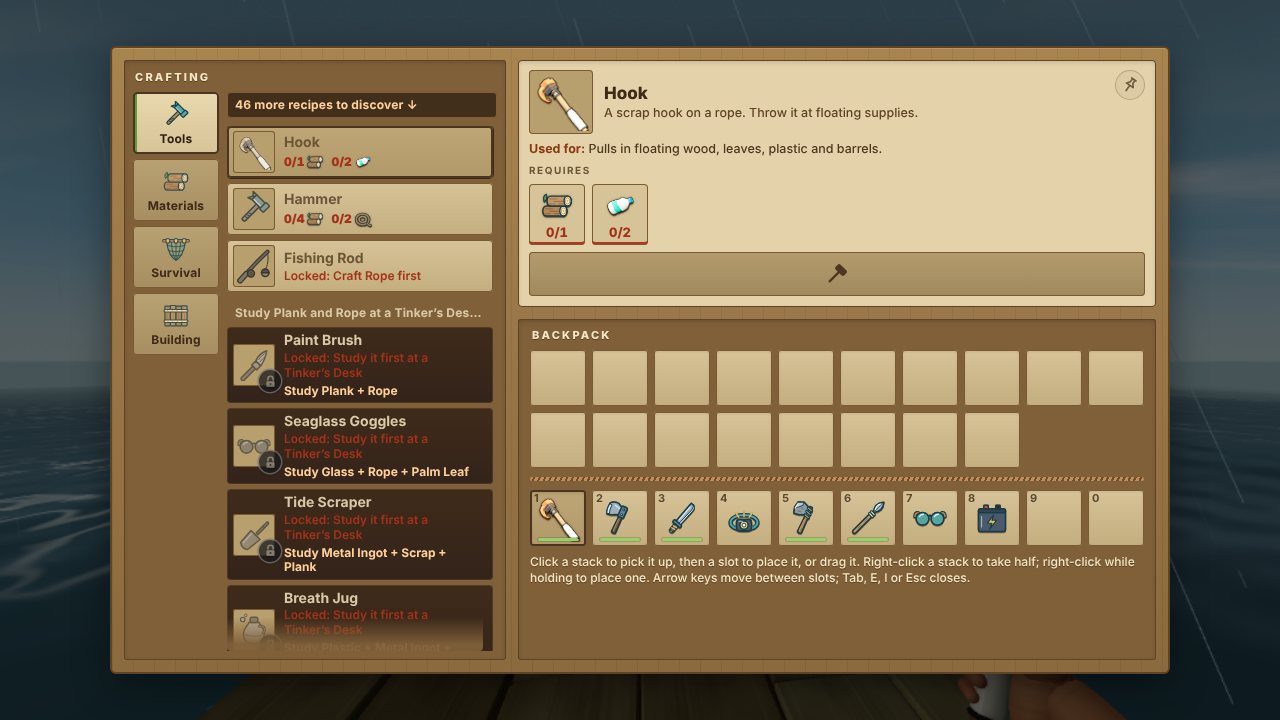 CRAFTING
Tools
Materials
Survival
Building
46 more recipes to discover ↓
Hook
0/1 0/2
Hammer
0/4 0/2
Fishing Rod
Locked: Craft Rope first
Study Plank and Rope at a Tinker's Des...
Paint Brush
Locked: Study it first at a
Tinker's Desk
Study Plank + Rope
Seaglass Goggles
Locked: Study it first at a
Tinker's Desk
Study Glass + Rope + Palm Leaf
Tide Scraper
Locked: Study it first at a
Tinker's Desk
Study Metal Ingot + Scrap +
Plank
Breath Jug
Locked: Study it first at a
Tinker's Desk
Study Plastic + Metal Ingot +
Hook
A scrap hook on a rope. Throw it at floating supplies.
Used for: Pulls in floating wood, leaves, plastic and barrels.
REQUIRES
0/1 0/2
BACKPACK
1 2 3 4 5 6 7 8 9 0
Click a stack to pick it up, then a slot to place it, or drag it. Right-click a stack to take half; right-click while
holding to place one. Arrow keys move between slots; Tab, E, I or Esc closes.